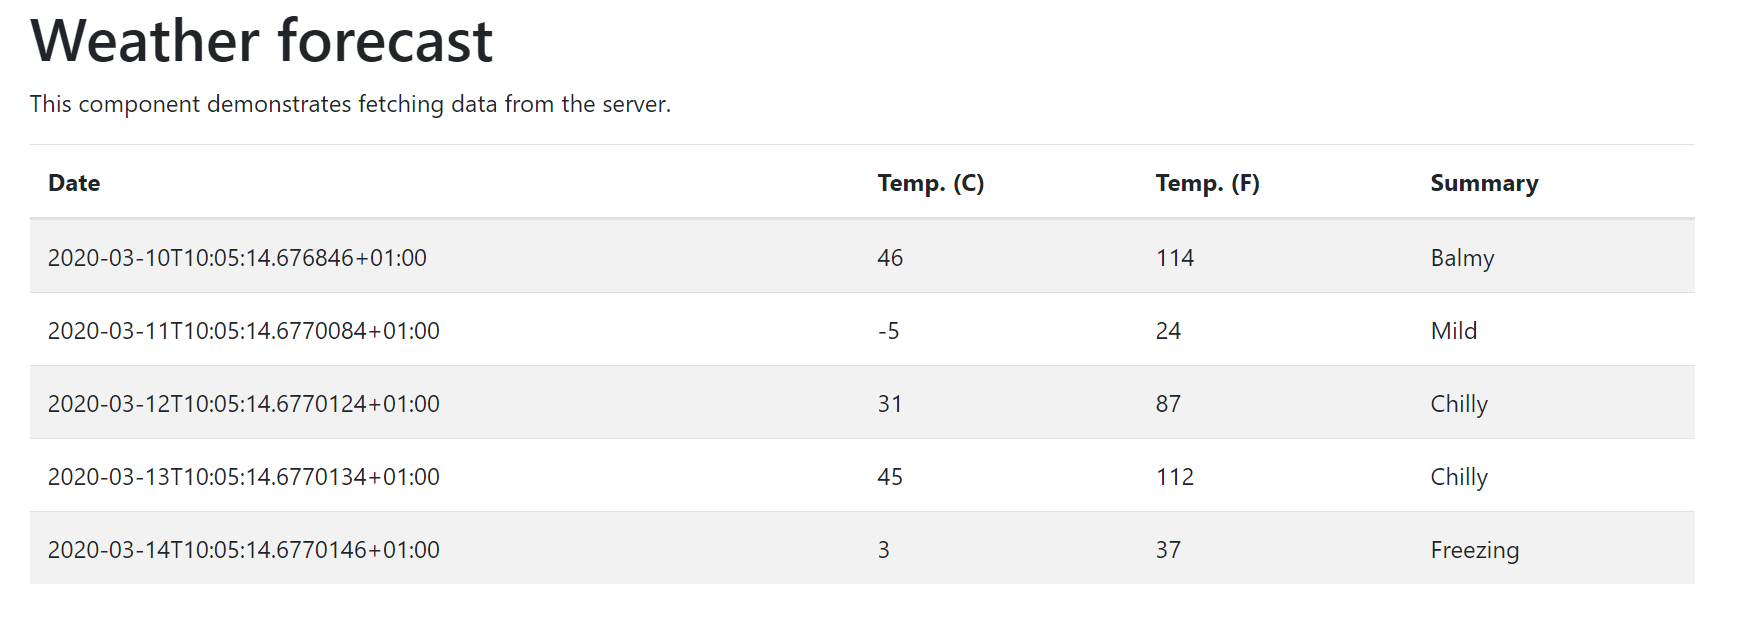 Weather forecast
This component demonstrates fetching data from the server.
Date Temp. (C) Temp. (F) Summary
2020-03-10T10:05:14.676846+01:00 46 114 Balmy
2020-03-11T10:05:14.6770084+01:00 -5 24 Mild
2020-03-12T10:05:14.6770124+01:00 31 87 Chilly
2020-03-13T10:05:14.6770134+01:00 45 112 Chilly
2020-03-14T10:05:14.6770146+01:00 3 37 Freezing